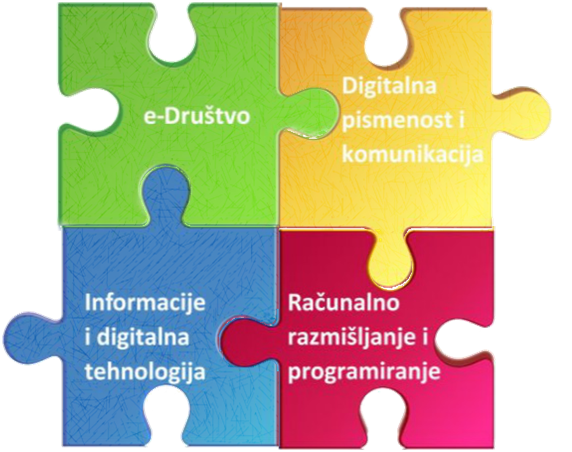 e-Društvo
Digitalna
pismenost i
komunikacija
Informacije
i digitalna
tehnologija
Računalno
razmišljanje i
programiranje